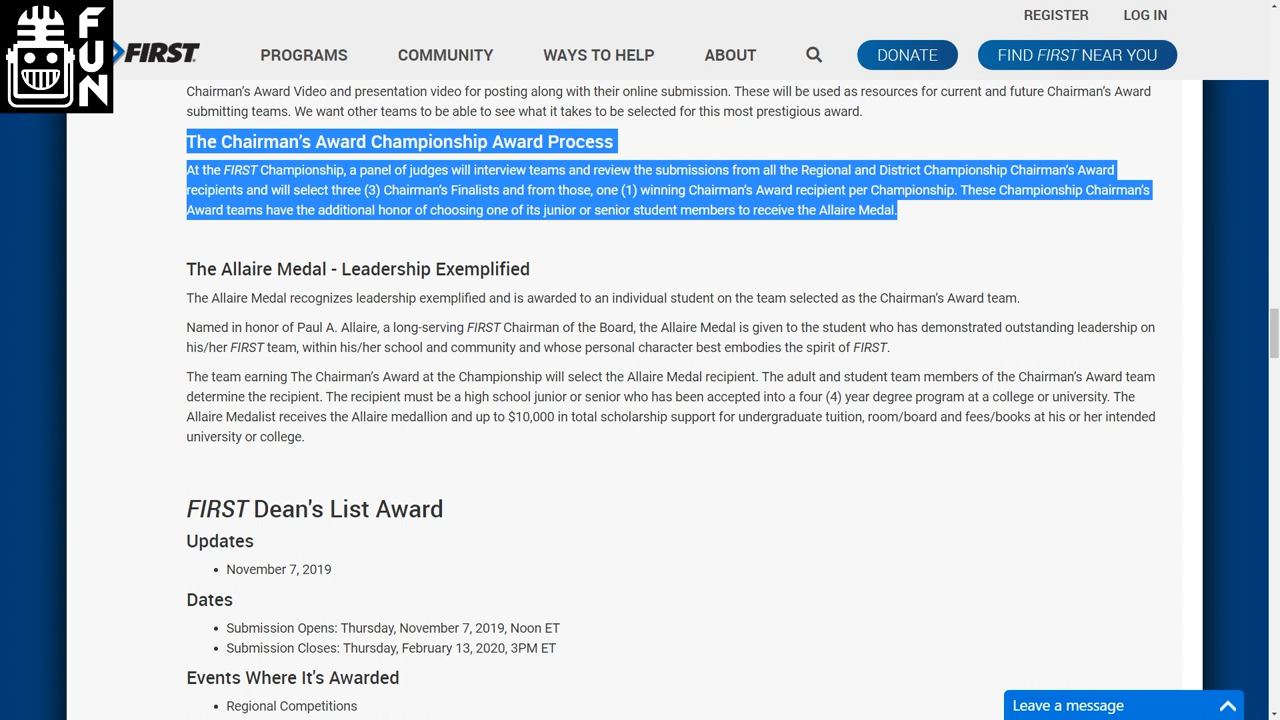 FUN
REGISTER LOG IN
FIRST PROGRAMS COMMUNITY WAYS TO HELP ABOUT DONATE FIND FIRST NEAR YOU
Chairman’s Award Video and presentation video for posting along with their online submission. These will be used as resources for current and future Chairman’s Award
submitting teams. We want other teams to be able to see what it takes to be selected for this most prestigious award.
The Chairman’s Award Championship Award Process
At the FIRST Championship, a panel of judges will interview teams and review the submissions from all the Regional and District Championship Chairman’s Award
recipients and will select three (3) Chairman’s Finalists and from those, one (1) winning Chairman’s Award recipient per Championship. These Championship Chairman’s
Award teams have the additional honor of choosing one of its junior or senior student members to receive the Allaire Medal.
The Allaire Medal - Leadership Exemplified
The Allaire Medal recognizes leadership exemplified and is awarded to an individual student on the team selected as the Chairman’s Award team.
Named in honor of Paul A. Allaire, a long-serving FIRST Chairman of the Board, the Allaire Medal is given to the student who has demonstrated outstanding leadership on
his/her FIRST team, within his/her school and community and whose personal character best embodies the spirit of FIRST.
The team earning The Chairman’s Award at the Championship will select the Allaire Medal recipient. The adult and student team members of the Chairman’s Award team
determine the recipient. The recipient must be a high school junior or senior who has been accepted into a four (4) year degree program at a college or university. The
Allaire Medalist receives the Allaire medallion and up to $10,000 in total scholarship support for undergraduate tuition, room/board and fees/books at his or her intended
university or college.
FIRST Dean's List Award
Updates
• November 7, 2019
Dates
• Submission Opens: Thursday, November 7, 2019, Noon ET
• Submission Closes: Thursday, February 13, 2020, 3PM ET
Events Where It's Awarded
• Regional Competitions
Leave a message